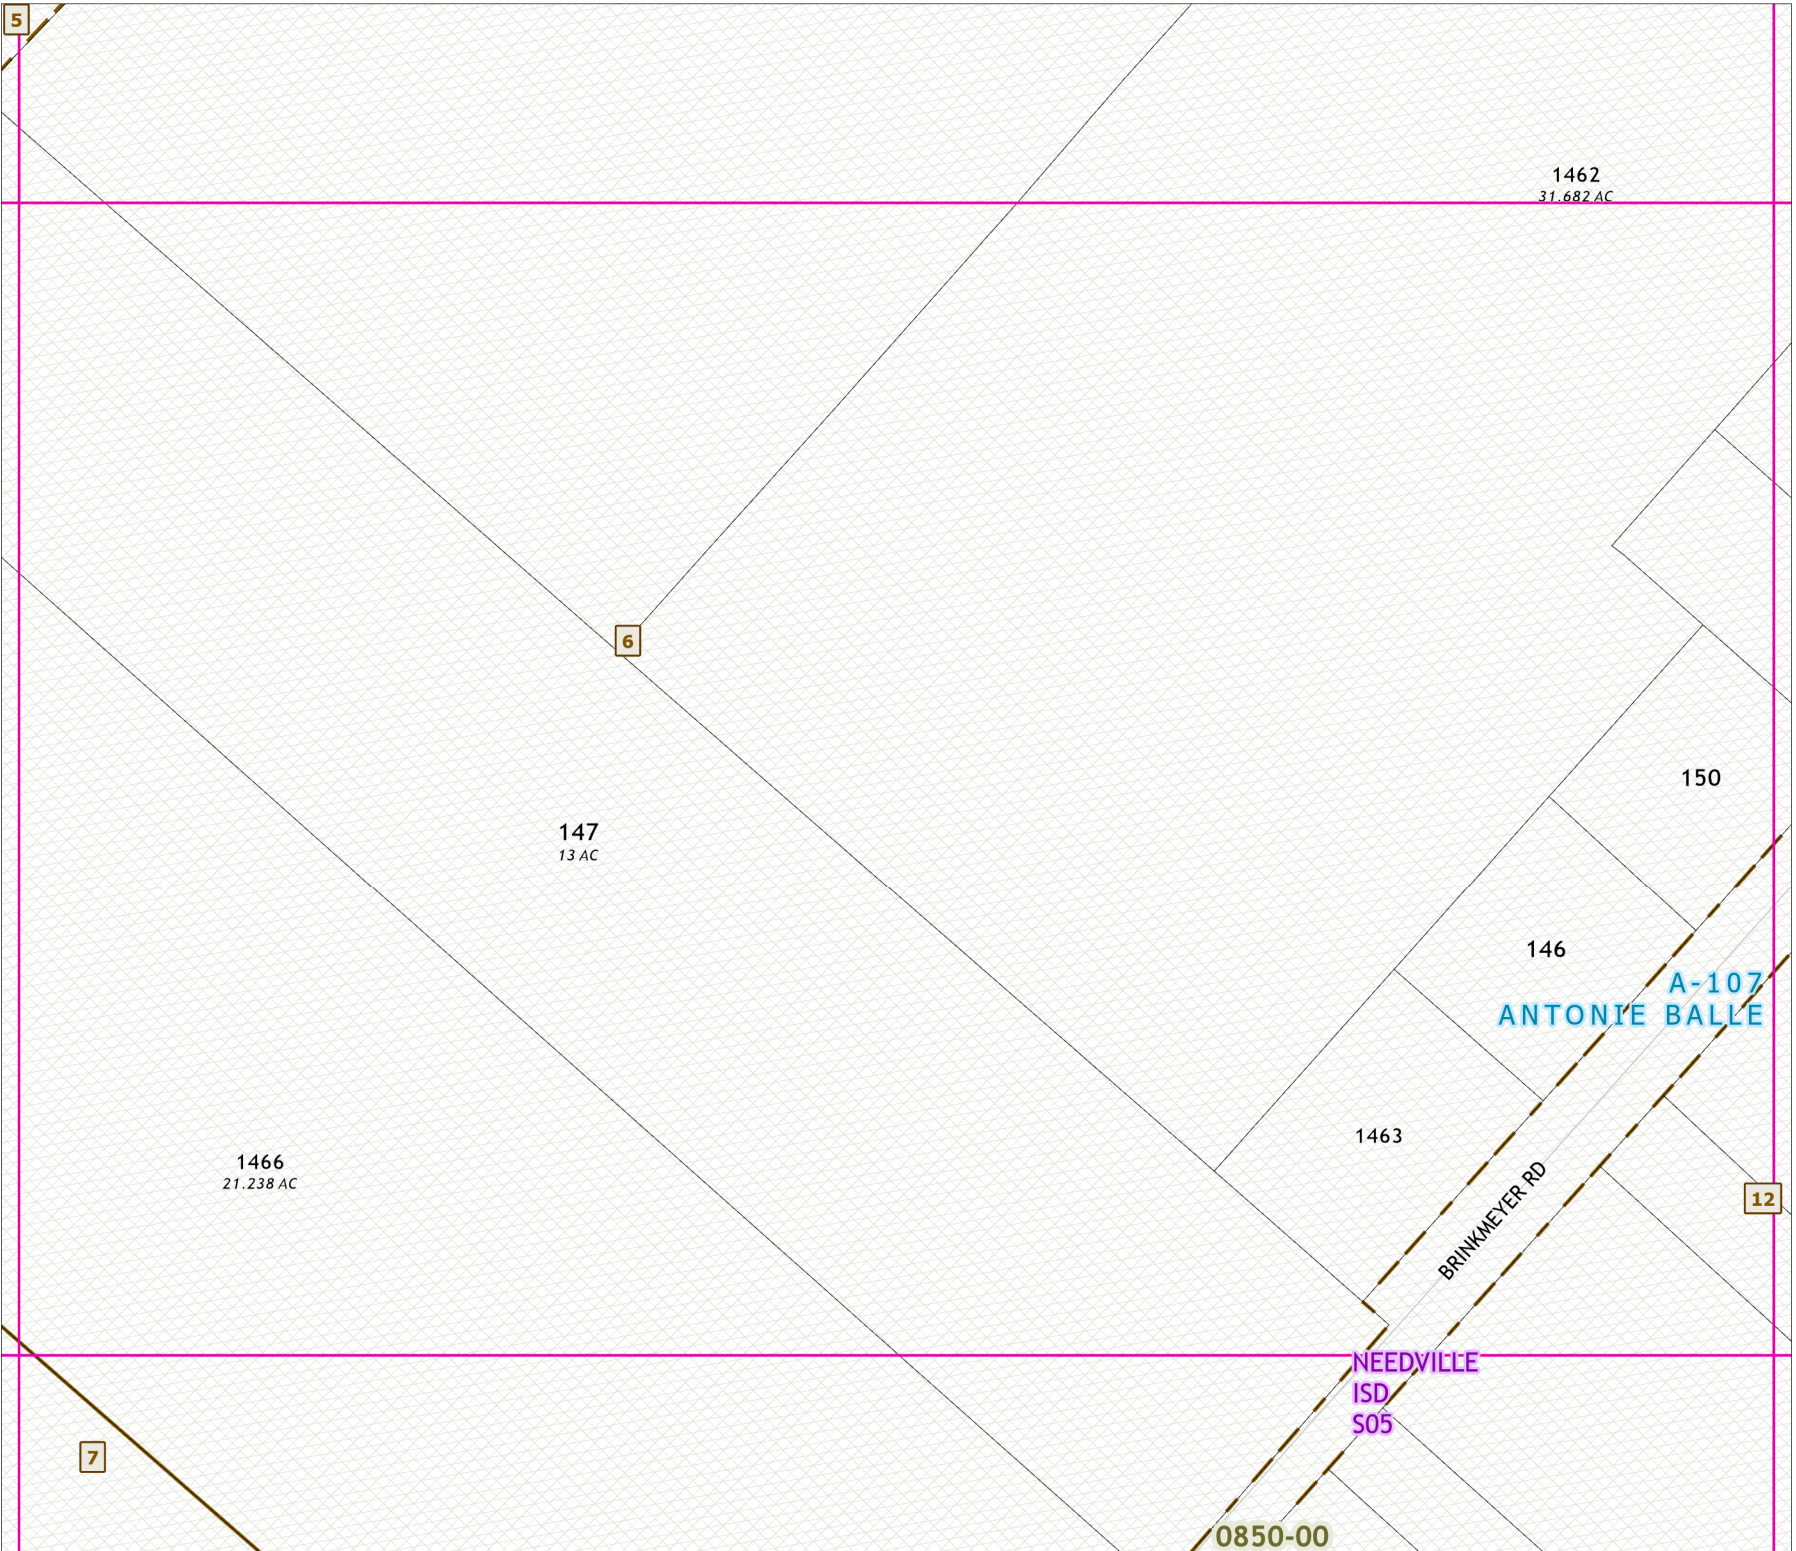 5
1462
31.682 AC
6
150
147
13 AC
146
A-107
ANTONIE BALLE
1463
1466
21.238 AC
BRINKMEYER RD
12
NEEDVILLE
ISD
S05
7
0850-00